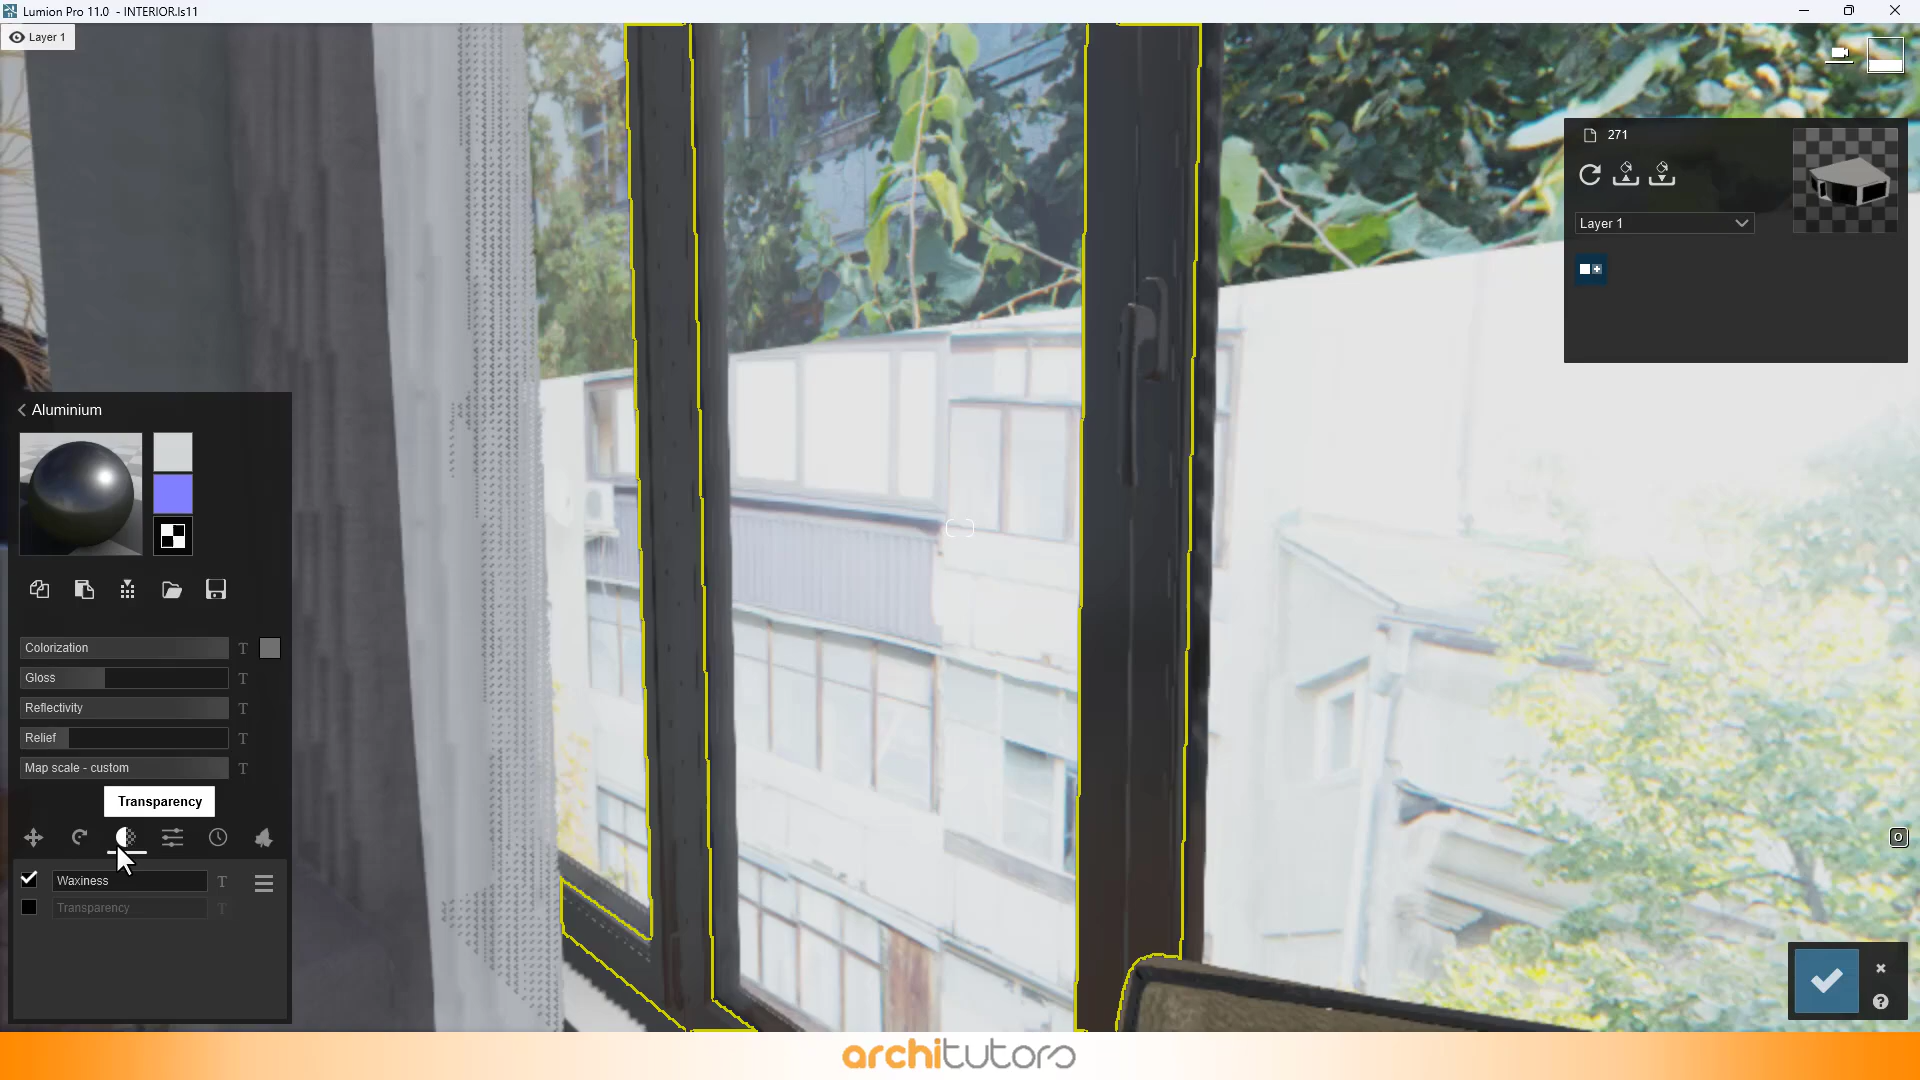 Lumion Pro 11.0 - INTERIOR.ls11
Layer 1
271
Layer 1
Aluminium
Colorization T
Gloss T
Reflectivity T
Relief T
Map scale - custom T
Transparency
Waxiness T
Transparency T
O
?
architutors